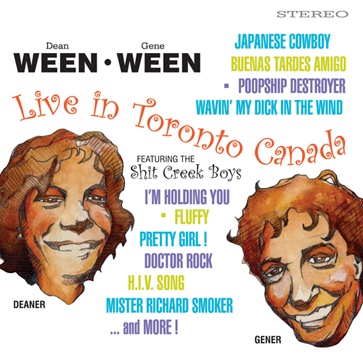 STEREO
Dean Gene
WEEN • WEEN
JAPANESE COWBOY
BUENAS TARDES AMIGO
• POOPSHIP DESTROYER
WAVIN' MY DICK IN THE WIND
Live in Toronto Canada
FEATURING THE
Shit Creek Boys
I'M HOLDING YOU
• FLUFFY
PRETTY GIRL !
DOCTOR ROCK
H.I.V. SONG
MISTER RICHARD SMOKER
... and MORE !
DEANER
GENER